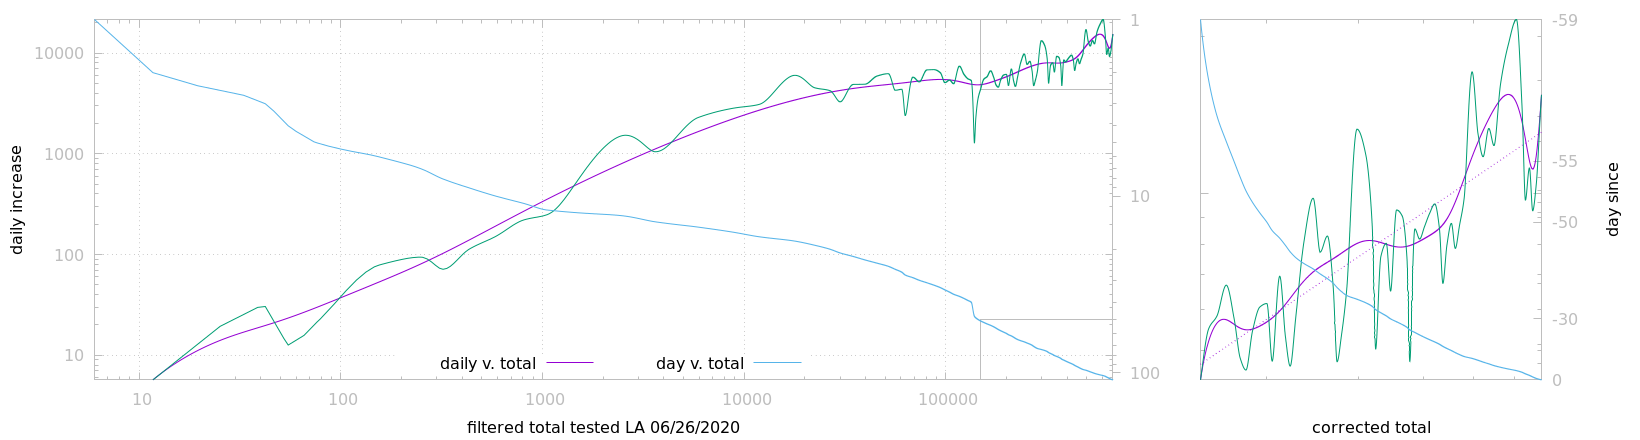 10000
1000
100
10
daily increase
10
100
1000
10000
100000
filtered total tested LA 06/26/2020
daily v. total
day v. total
1
10
100
-59
-55
-50
-30
0
day since
corrected total